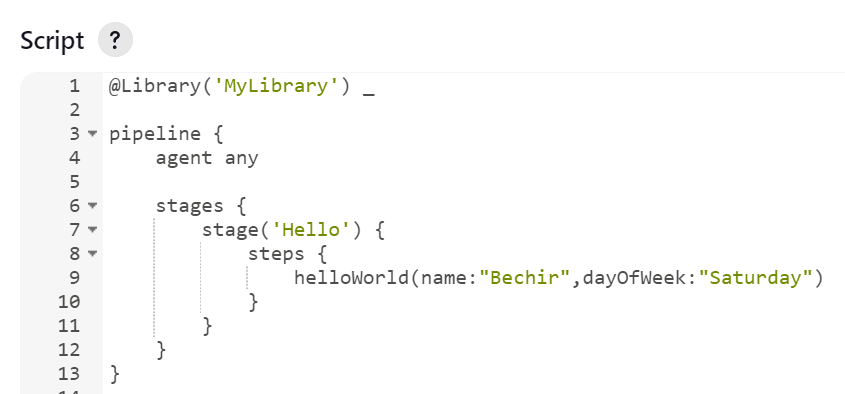 Script ?
1 @Library('MyLibrary') _
2
3 pipeline {
4 agent any
5
6 stages {
7 stage('Hello') {
8 steps {
9 helloWorld(name:"Bechir",dayOfWeek:"Saturday")
10 }
11 }
12 }
13 }